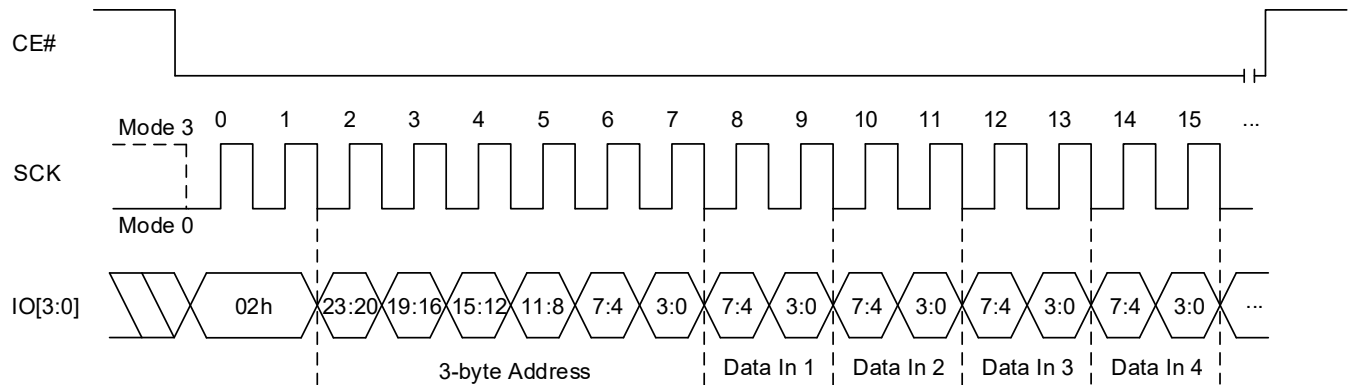 CE#
Mode 3 0 1 2 3 4 5 6 7 8 9 10 11 12 13 14 15 ...
SCK
Mode 0
IO[3:0] 02h 23:20 19:16 15:12 11:8 7:4 3:0 7:4 3:0 7:4 3:0 7:4 3:0 7:4 3:0 ...
3-byte Address Data In 1 Data In 2 Data In 3 Data In 4